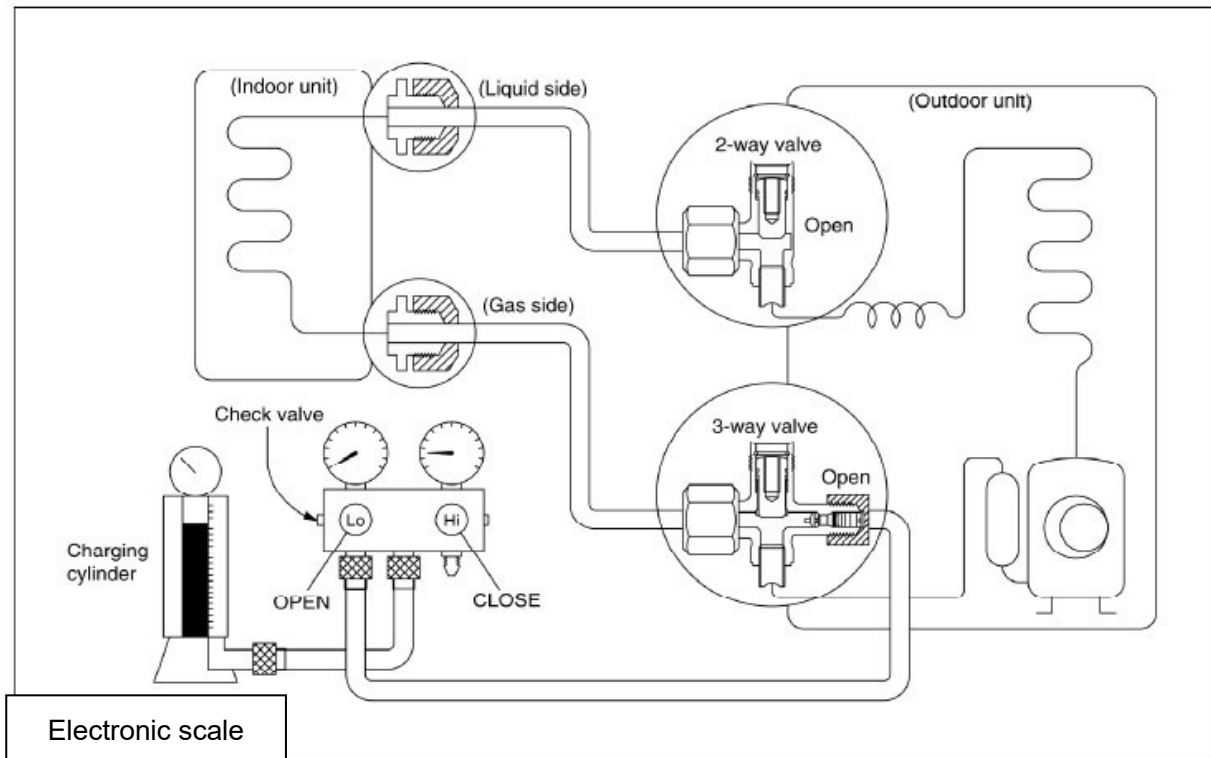 (Indoor unit)
(Liquid side)
(Outdoor unit)
2-way valve
Open
(Gas side)
Check valve
3-way valve
Open
Lo
Hi
Charging
cylinder
OPEN
CLOSE
Electronic scale